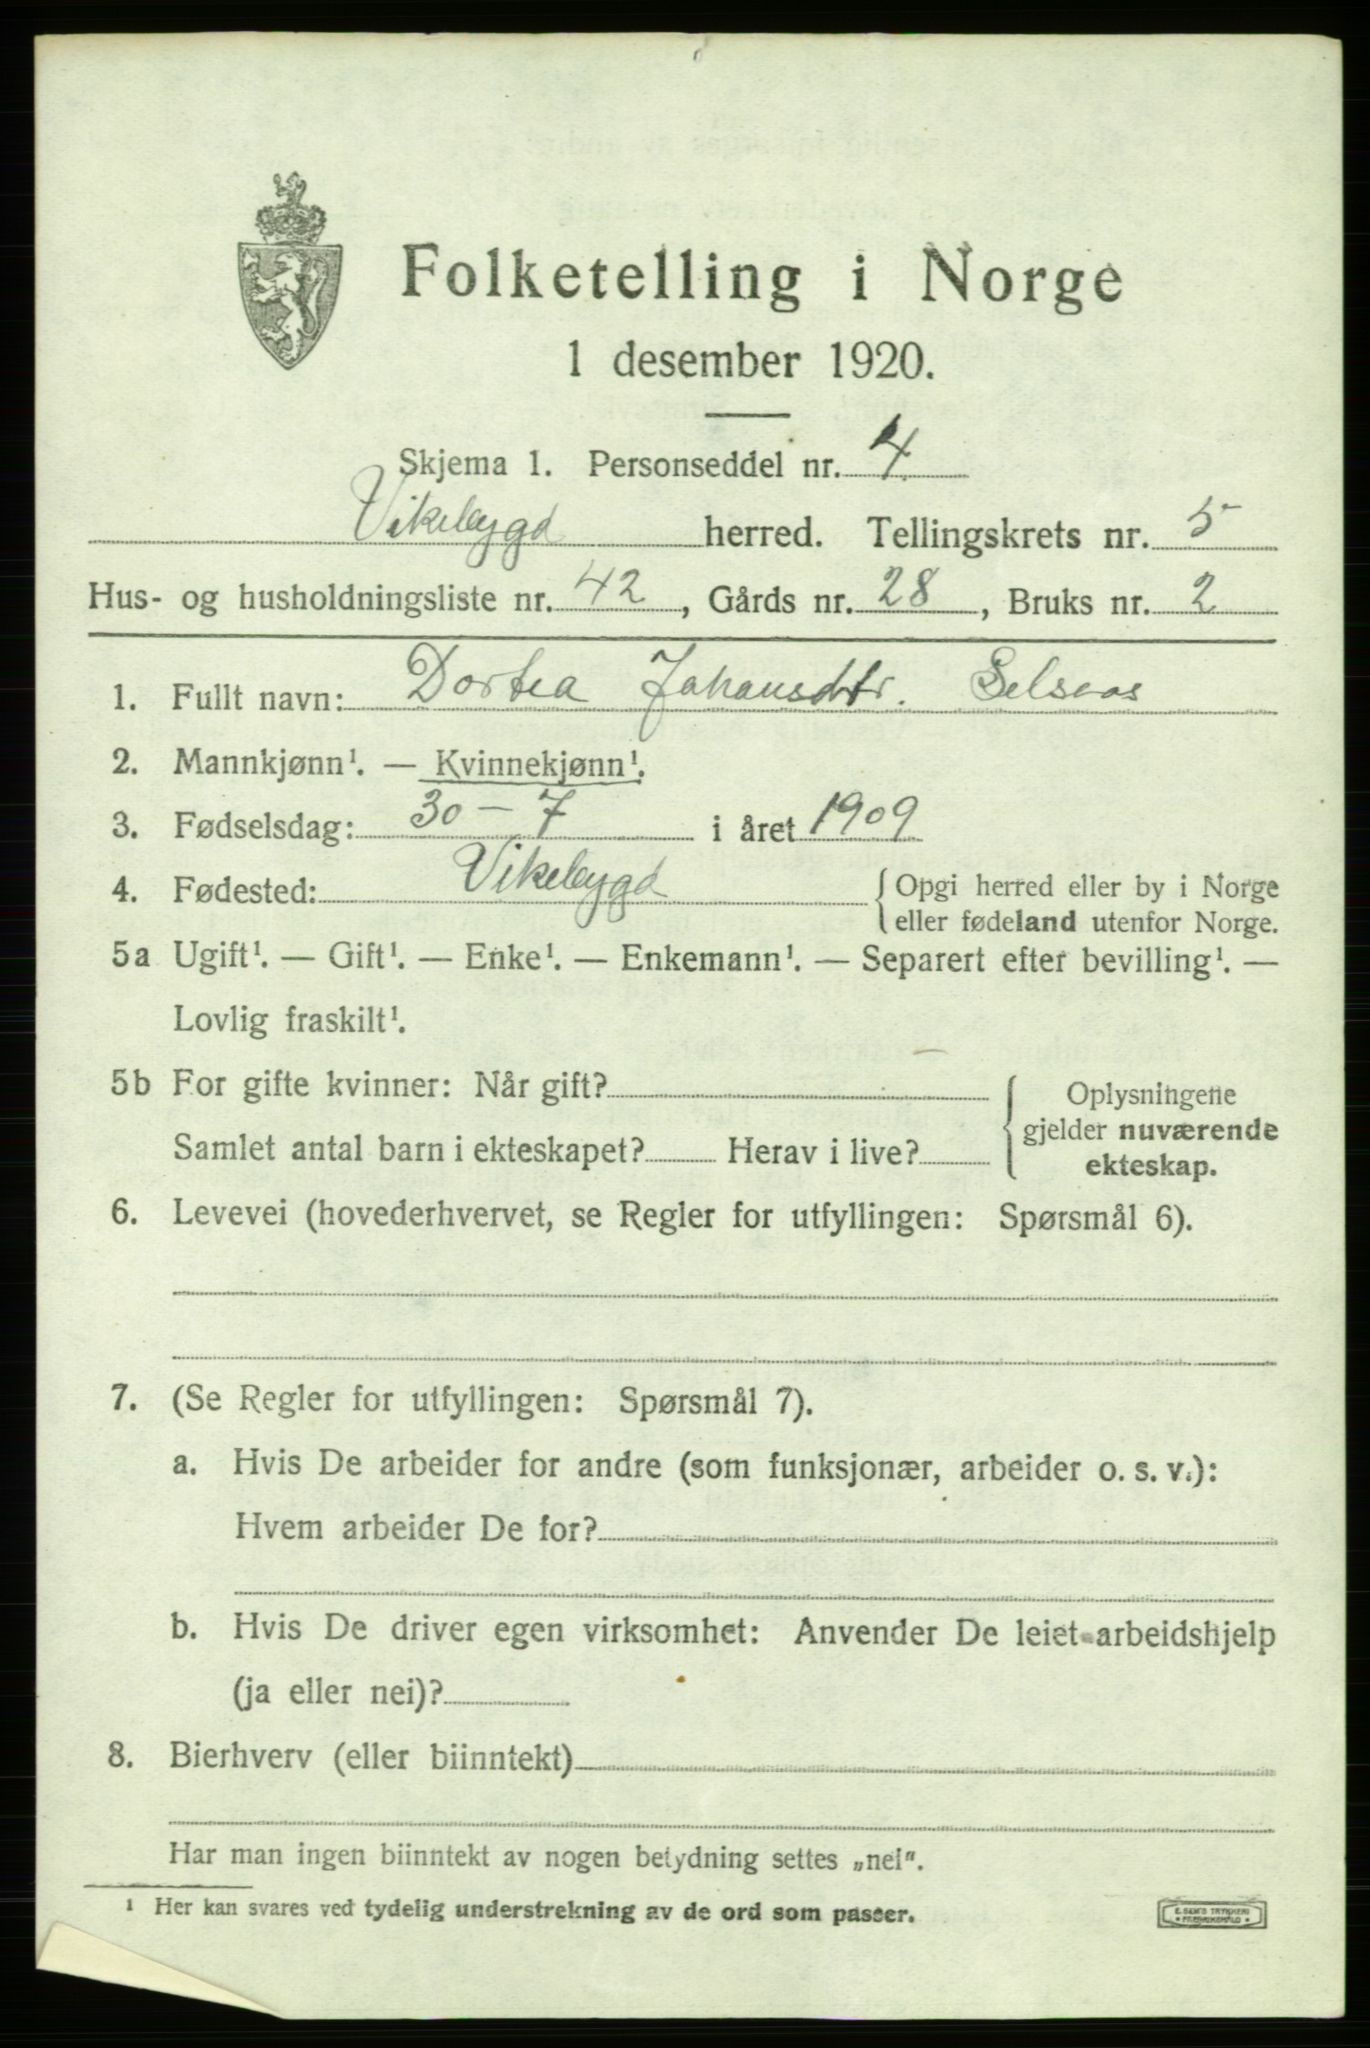 Folketelling i Norge
1 desember 1920.
Skjema 1. Personseddel nr. 4
Vikebygd herred. Tellingskrets nr. 5
Hus- og husholdningsliste nr. 42, Gårds nr. 28, Bruks nr. 2
1. Fullt navn: Dortea Johansdtr. Selsaas
2. Mannkjønn¹. — Kvinnekjønn¹.
3. Fødselsdag: 30-7 i året 1909
4. Fødested: Vikebygd { Opgi herred eller by i Norge
eller fødeland utenfor Norge.
5a Ugift¹. — Gift¹. — Enke¹. — Enkemann¹. — Separert efter bevilling¹. —
Lovlig fraskilt¹.
5b For gifte kvinner: Når gift? { Oplysningene
gjelder nuværende
Samlet antal barn i ekteskapet? Herav i live? ekteskap.
6. Levevei (hovederhvervet, se Regler for utfyllingen: Spørsmål 6).
7. (Se Regler for utfyllingen: Spørsmål 7).
a. Hvis De arbeider for andre (som funksjonær, arbeider o. s. v.):
Hvem arbeider De for?
b. Hvis De driver egen virksomhet: Anvender De leiet arbeidshjelp
(ja eller nei)?
8. Bierhverv (eller biinntekt)
Har man ingen biinntekt av nogen betydning settes „nei".
¹ Her kan svares ved tydelig understrekning av de ord som passer.